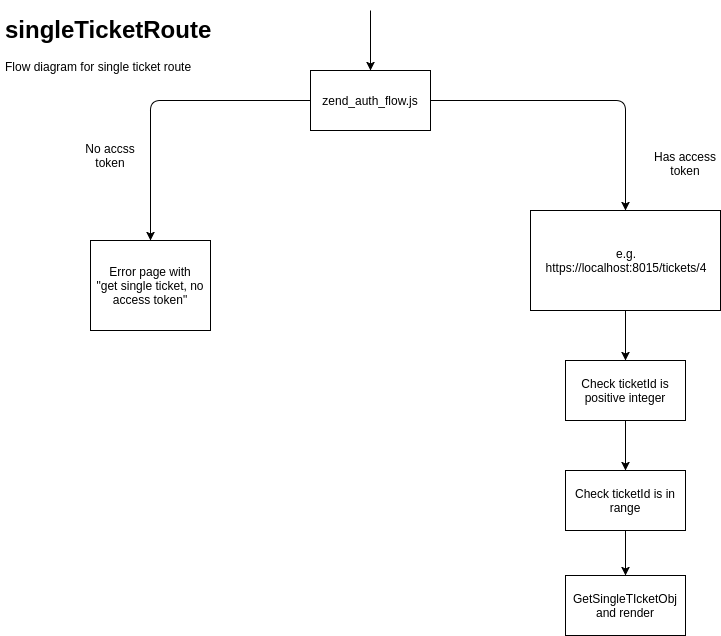 singleTicketRoute
Flow diagram for single ticket route
zend_auth_flow.js
No accss
token
Has access
token
Error page with
"get single ticket, no
access token"
e.g.
https://localhost:8015/tickets/4
Check ticketId is
positive integer
Check ticketId is in
range
GetSingleTIcketObj
and render